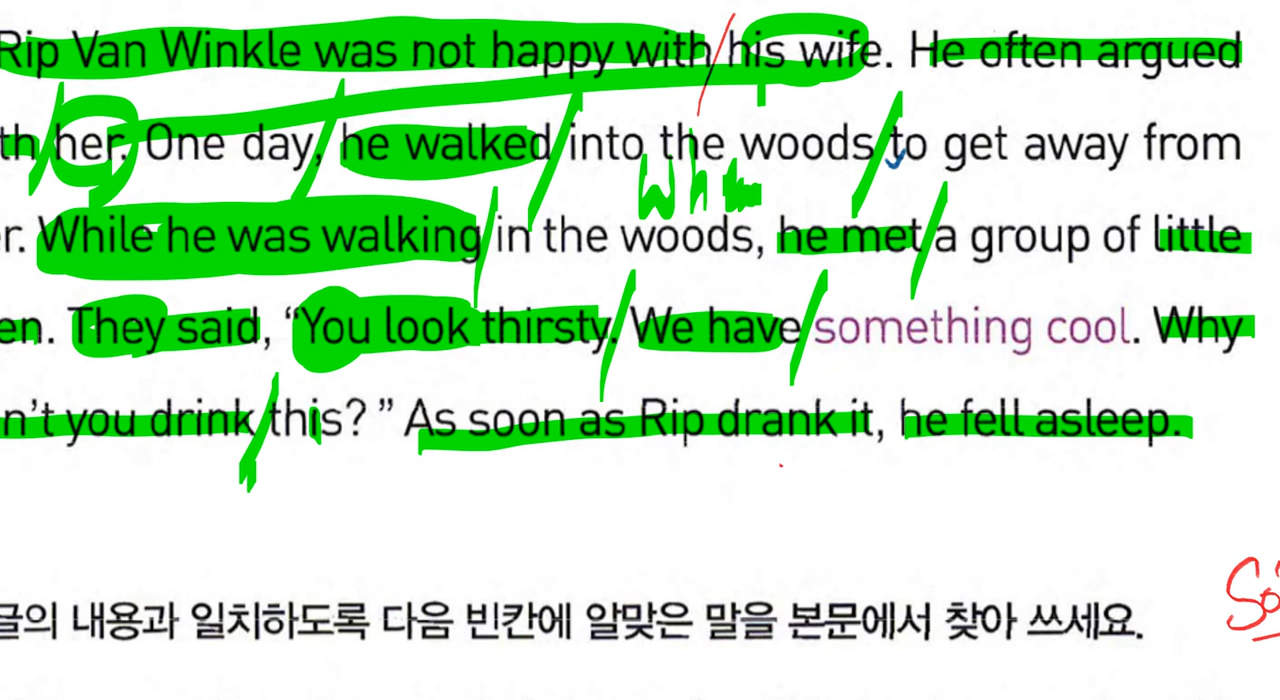 Rip Van Winkle was not happy with his wife. He often argued
th her. One day, he walked into the woods to get away from
r. While he was walking in the woods, he met a group of little
en. They said, “You look thirsty. We have something cool. Why
n’t you drink this?” As soon as Rip drank it, he fell asleep.
글의 내용과 일치하도록 다음 빈칸에 알맞은 말을 본문에서 찾아 쓰세요.